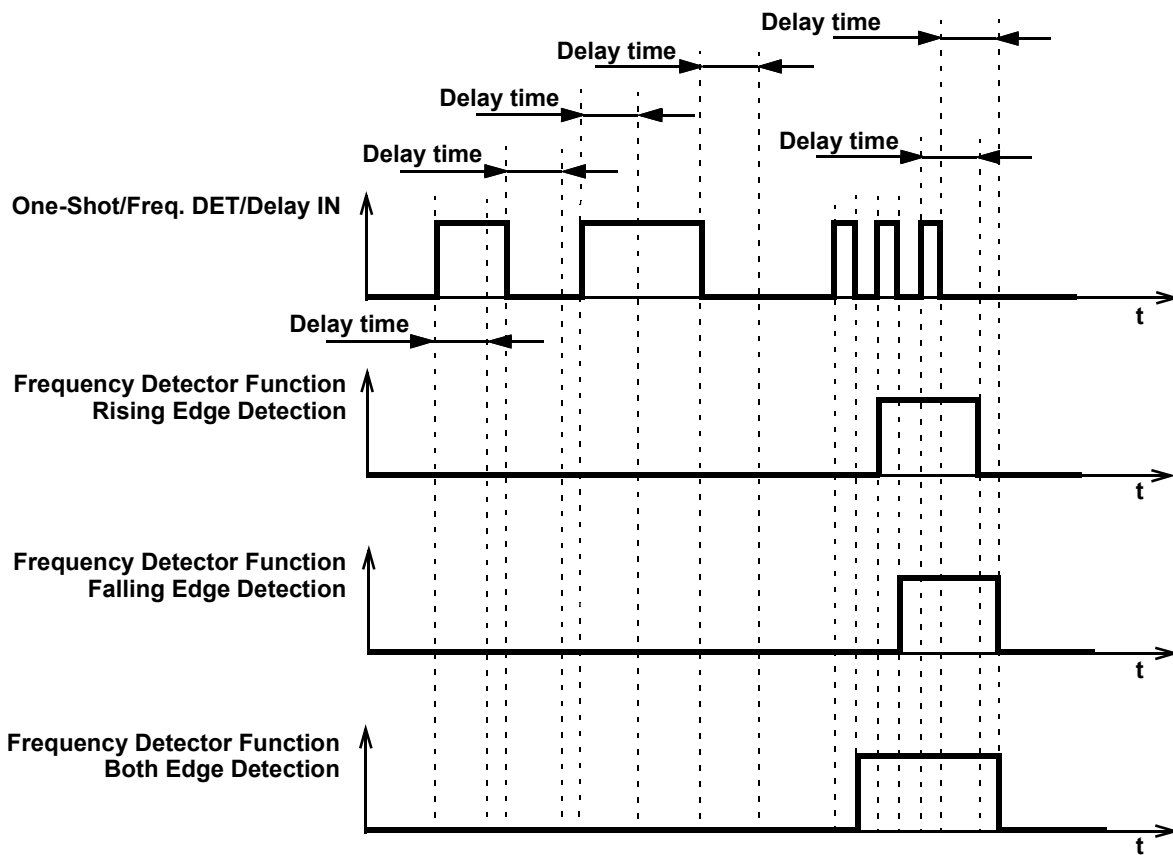 Delay time
Delay time
Delay time
Delay time
Delay time
One-Shot/Freq. DET/Delay IN
t
Delay time
Frequency Detector Function
Rising Edge Detection
t
Frequency Detector Function
Falling Edge Detection
t
Frequency Detector Function
Both Edge Detection
t